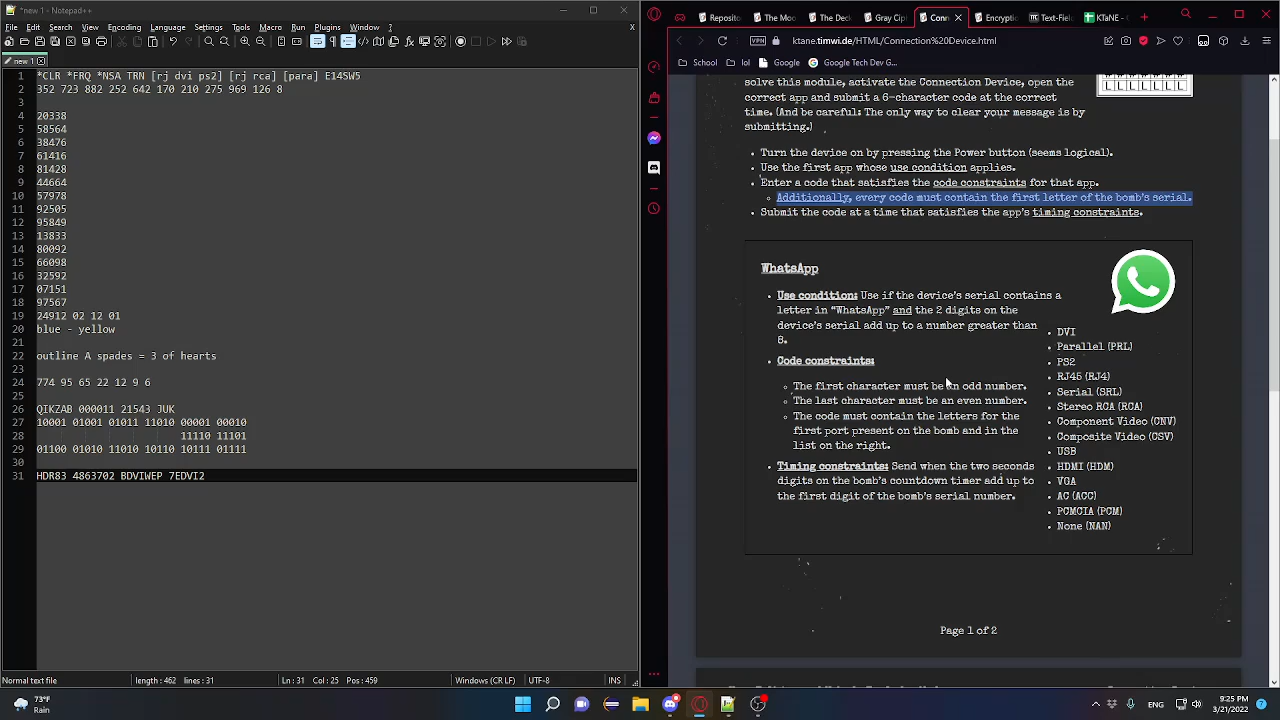 *new 1 - Notepad++
File Edit Search View Encoding Language Settings Tools Macro Run Plugins Window ? X
new 1
1 *CLR *TRQ *FRK TRN [rj dvi ps2] [rj rca] [para] E14SW5
2 312 723 882 252 642 170 210 275 969 126 8
3
4 20338
5 58564
6 38476
7 61416
8 81428
9 44664
10 57978
11 92505
12 95849
13 13833
14 80092
15 66098
16 32592
17 07151
18 97567
19 24912 02 12 01
20 blue - yellow
21
22 outline A spades = 3 of hearts
23
24 774 95 65 22 12 9 6
25
26 QIKZAB 000011 21543 JUK
27 10001 01001 01011 11010 00001 00010
28 11110 11101
29 01100 01010 11010 10110 10111 01111
30
31 HDR83 4863702 BDVIWEP 7EDVI2
Normal text file length : 462 lines : 31 Ln : 31 Col : 25 Pos : 459 Windows (CR LF) UTF-8 INS
Reposito The Moo The Deck Gray Cip Conn Encryptic Text-Fiel KTaNE -
VPN ktane.timwi.de/HTML/Connection%20Device.html
School lol Google Google Tech Dev G...
solve this module, activate the Connection Device, open the
correct app and submit a 6-character code at the correct
time. (And be careful: The only way to clear your message is by
submitting.)
Turn the device on by pressing the Power button (seems logical).
Use the first app whose use condition applies.
Enter a code that satisfies the code constraints for that app.
Additionally, every code must contain the first letter of the bomb's serial.
Submit the code at a time that satisfies the app's timing constraints.
WhatsApp
Use condition: Use if the device's serial contains a
letter in "WhatsApp" and the 2 digits on the
device's serial add up to a number greater than
8.
Code constraints:
The first character must be an odd number.
The last character must be an even number.
The code must contain the letters for the
first port present on the bomb and in the
list on the right.
Timing constraints: Send when the two seconds
digits on the bomb's countdown timer add up to
the first digit of the bomb's serial number.
DVI
Parallel (PRL)
PS2
RJ45 (RJ4)
Serial (SRL)
Stereo RCA (RCA)
Component Video (CNV)
Composite Video (CSV)
USB
HDMI (HDM)
VGA
AC (ACC)
PCMCIA (PCM)
None (NAN)
Page 1 of 2
73°F
Rain
ENG
9:25 PM
3/21/2022